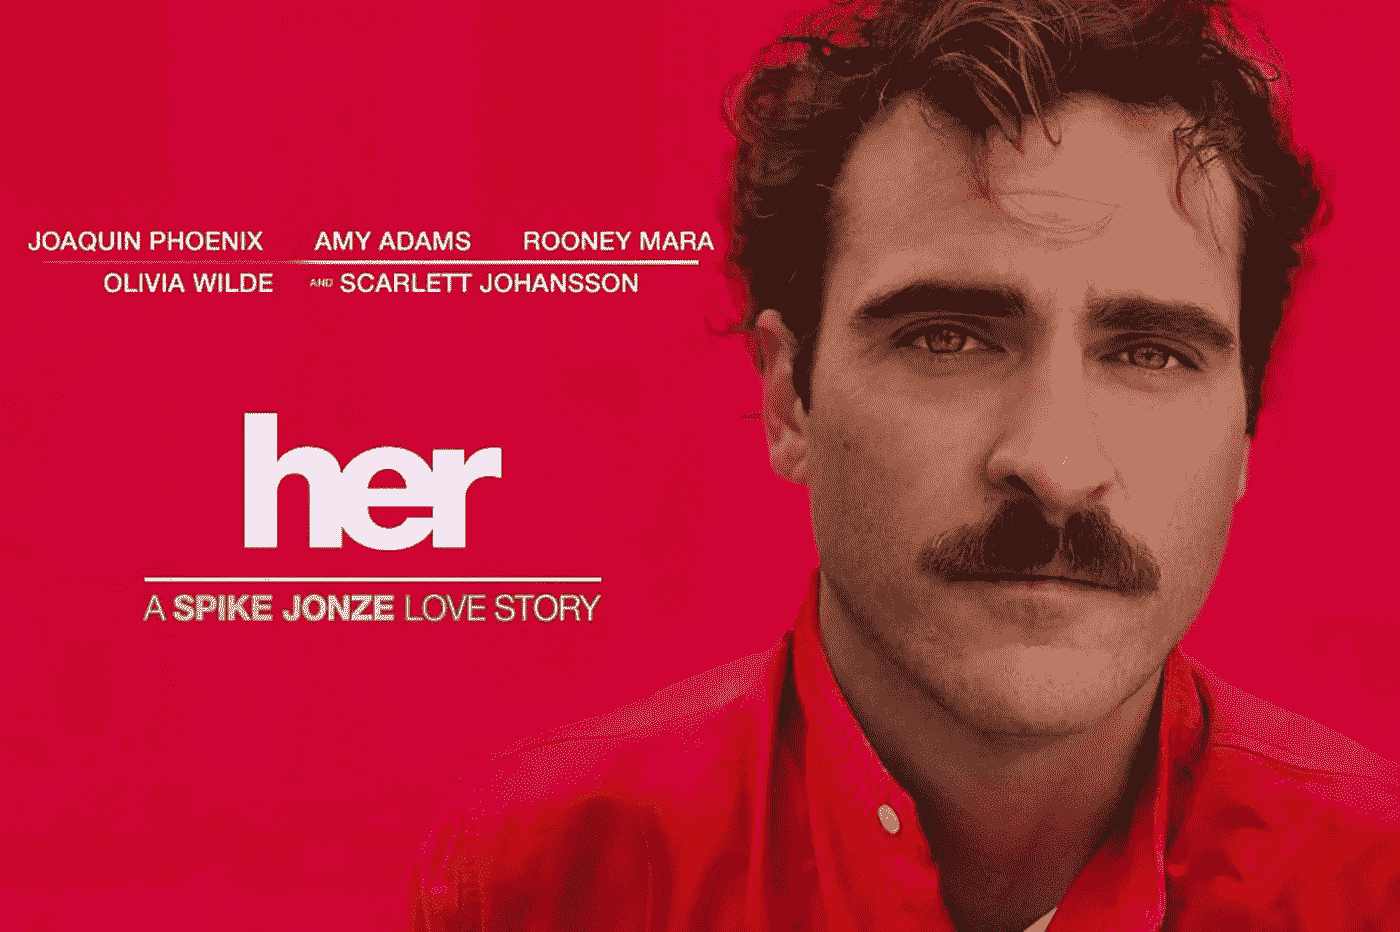 JOAQUIN PHOENIX AMY ADAMS ROONEY MARA
OLIVIA WILDE AND SCARLETT JOHANSSON
her
A SPIKE JONZE LOVE STORY